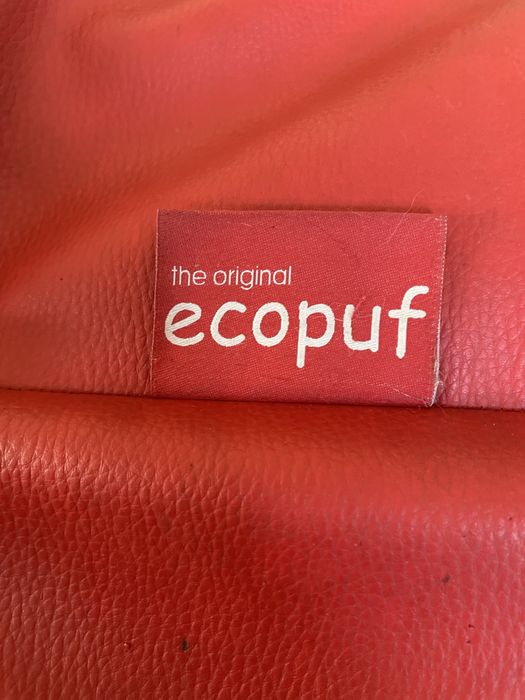 the original
ecopuf